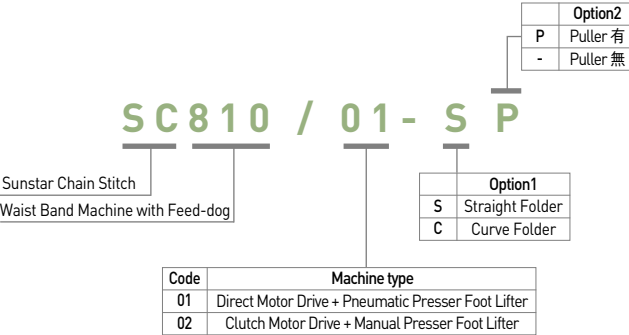 Option2
P Puller 有
- Puller 無
SC810 / 01- S P
Sunstar Chain Stitch
Waist Band Machine with Feed-dog
Option1
S Straight Folder
C Curve Folder
Code Machine type
01 Direct Motor Drive + Pneumatic Presser Foot Lifter
02 Clutch Motor Drive + Manual Presser Foot Lifter